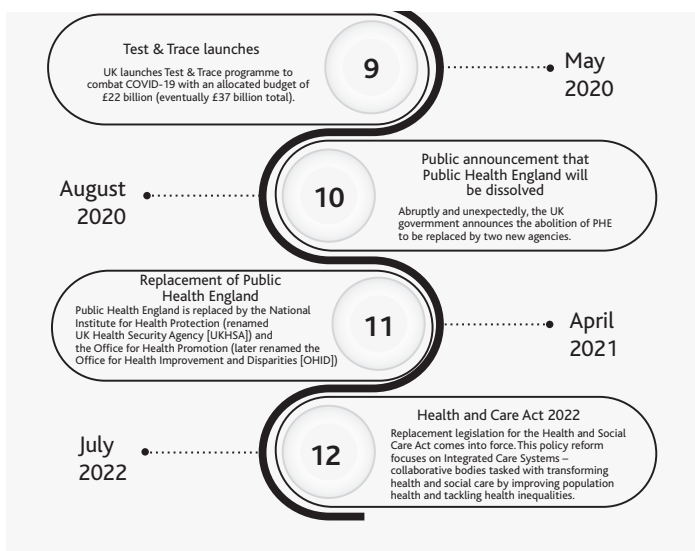 Test & Trace launches
UK launches Test & Trace programme to
combat COVID-19 with an allocated budget of
£22 billion (eventually £37 billion total).
9
May
2020
August
2020
10
Public announcement that
Public Health England will
be dissolved
Abruptly and unexpectedly, the UK
government announces the abolition of PHE
to be replaced by two new agencies.
Replacement of Public
Health England
Public Health England is replaced by the National
Institute for Health Protection (renamed
UK Health Security Agency [UKHSA]) and
the Office for Health Promotion (later renamed the
Office for Health Improvement and Disparities [OHID])
11
April
2021
July
2022
12
Health and Care Act 2022
Replacement legislation for the Health and Social
Care Act comes into force. This policy reform
focuses on Integrated Care Systems –
collaborative bodies tasked with transforming
health and social care by improving population
health and tackling health inequalities.